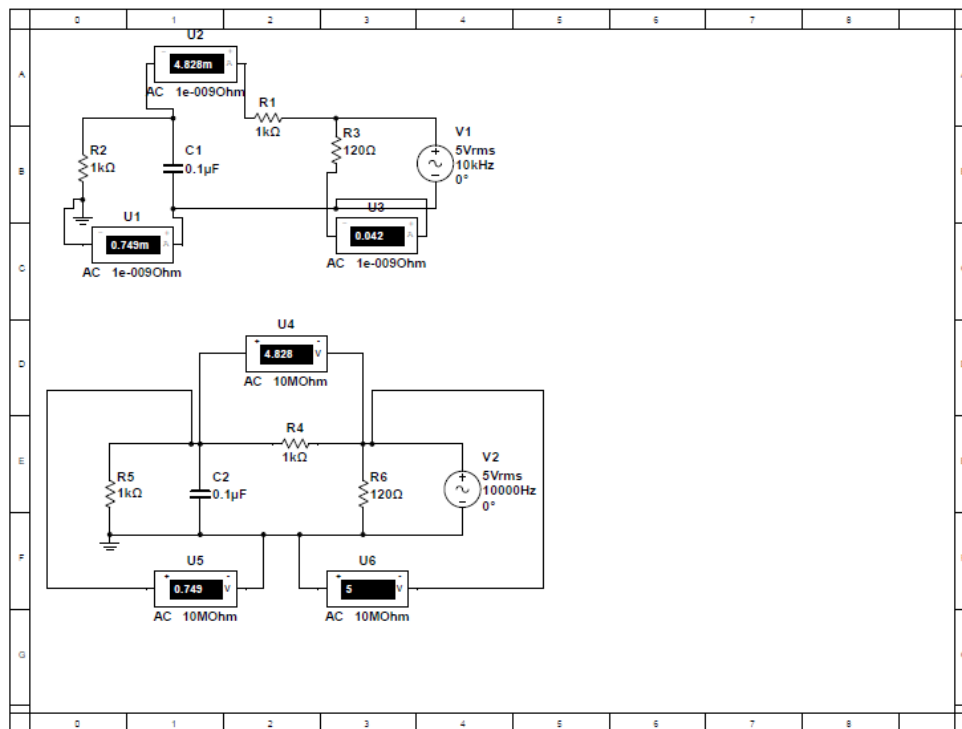 0 1 2 3 4 5 6 7 8
A
U2
4.828m
A
AC 1e-009Ohm
R1
1kΩ
R3
120Ω
V1
5Vrms
10kHz
0°
B
R2
1kΩ
C1
0.1µF
U1
0.749m
A
AC 1e-009Ohm
U3
0.042
A
AC 1e-009Ohm
C
U4
4.828
V
AC 10MOhm
D
R4
1kΩ
E
R5
1kΩ
C2
0.1µF
R6
120Ω
V2
5Vrms
10000Hz
0°
F
U5
0.749
V
AC 10MOhm
U6
5
V
AC 10MOhm
G
0 1 2 3 4 5 6 7 8